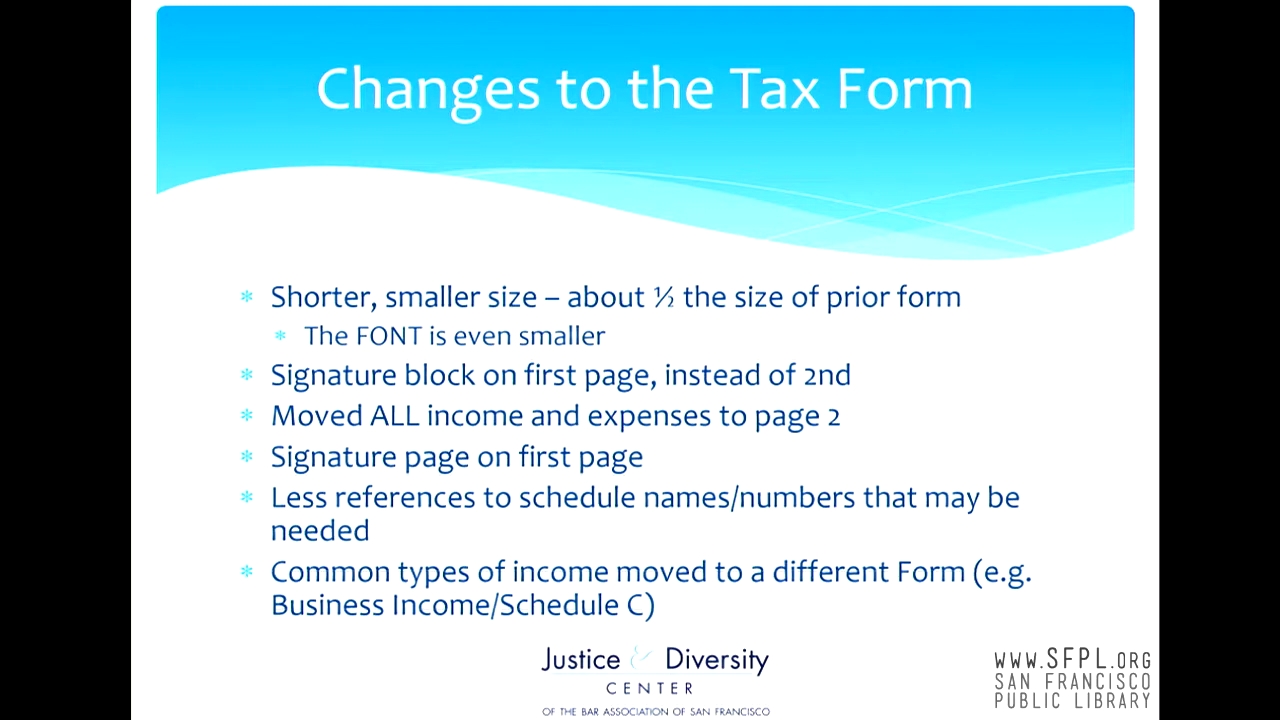 Changes to the Tax Form
* Shorter, smaller size – about ½ the size of prior form
* The FONT is even smaller
* Signature block on first page, instead of 2nd
* Moved ALL income and expenses to page 2
* Signature page on first page
* Less references to schedule names/numbers that may be
needed
* Common types of income moved to a different Form (e.g.
Business Income/Schedule C)
Justice & Diversity
CENTER
OF THE BAR ASSOCIATION OF SAN FRANCISCO
WWW.SFPL.ORG
SAN FRANCISCO
PUBLIC LIBRARY